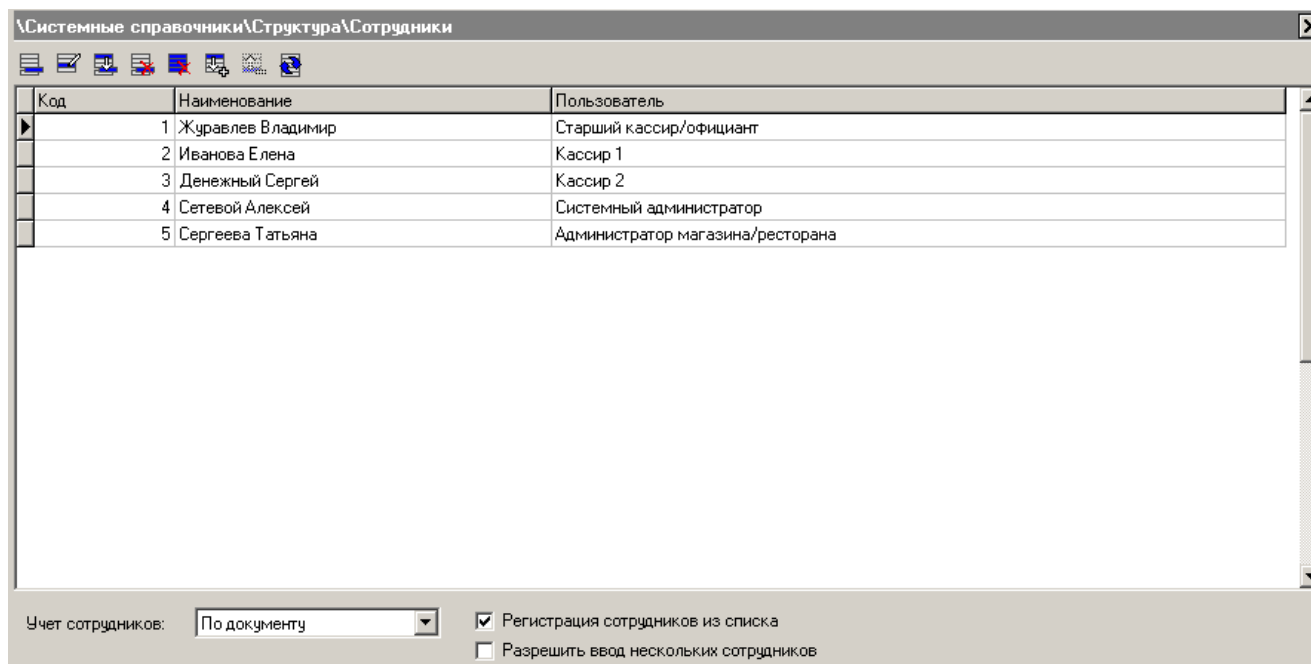 \Системные справочники\Структура\Сотрудники
Код Наименование Пользователь
1 Журавлев Владимир Старший кассир/официант
2 Иванова Елена Кассир 1
3 Денежный Сергей Кассир 2
4 Сетевой Алексей Системный администратор
5 Сергеева Татьяна Администратор магазина/ресторана
Учет сотрудников: По документу Регистрация сотрудников из списка
Разрешить ввод нескольких сотрудников